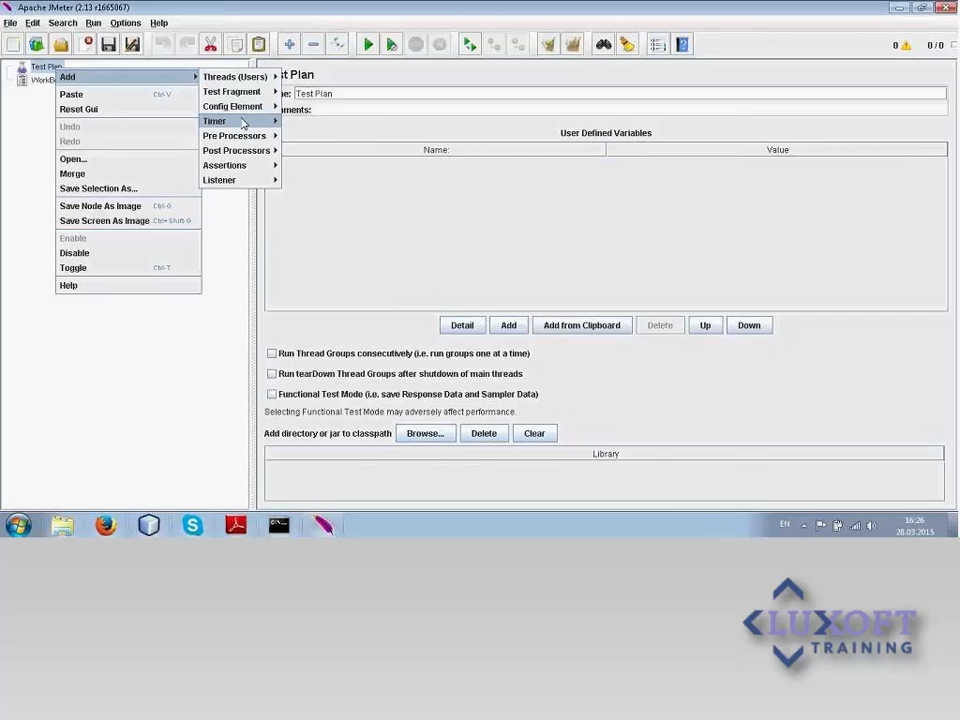 Apache JMeter (2.13 r1665067)
File Edit Search Run Options Help
0 0 / 0
Test Plan
Add
Paste Ctrl-V
Reset Gui
Undo
Redo
Open...
Merge
Save Selection As...
Save Node As Image Ctrl-G
Save Screen As Image Ctrl+Shift-G
Enable
Disable
Toggle Ctrl-T
Help
Threads (Users)
Test Fragment
Config Element
Timer
Pre Processors
Post Processors
Assertions
Listener
st Plan
ne: Test Plan
ments:
User Defined Variables
Name: Value
Detail Add Add from Clipboard Delete Up Down
Run Thread Groups consecutively (i.e. run groups one at a time)
Run tearDown Thread Groups after shutdown of main threads
Functional Test Mode (i.e. save Response Data and Sampler Data)
Selecting Functional Test Mode may adversely affect performance.
Add directory or jar to classpath Browse... Delete Clear
Library
EN 16:26
28.03.2015
LUXOFT
TRAINING